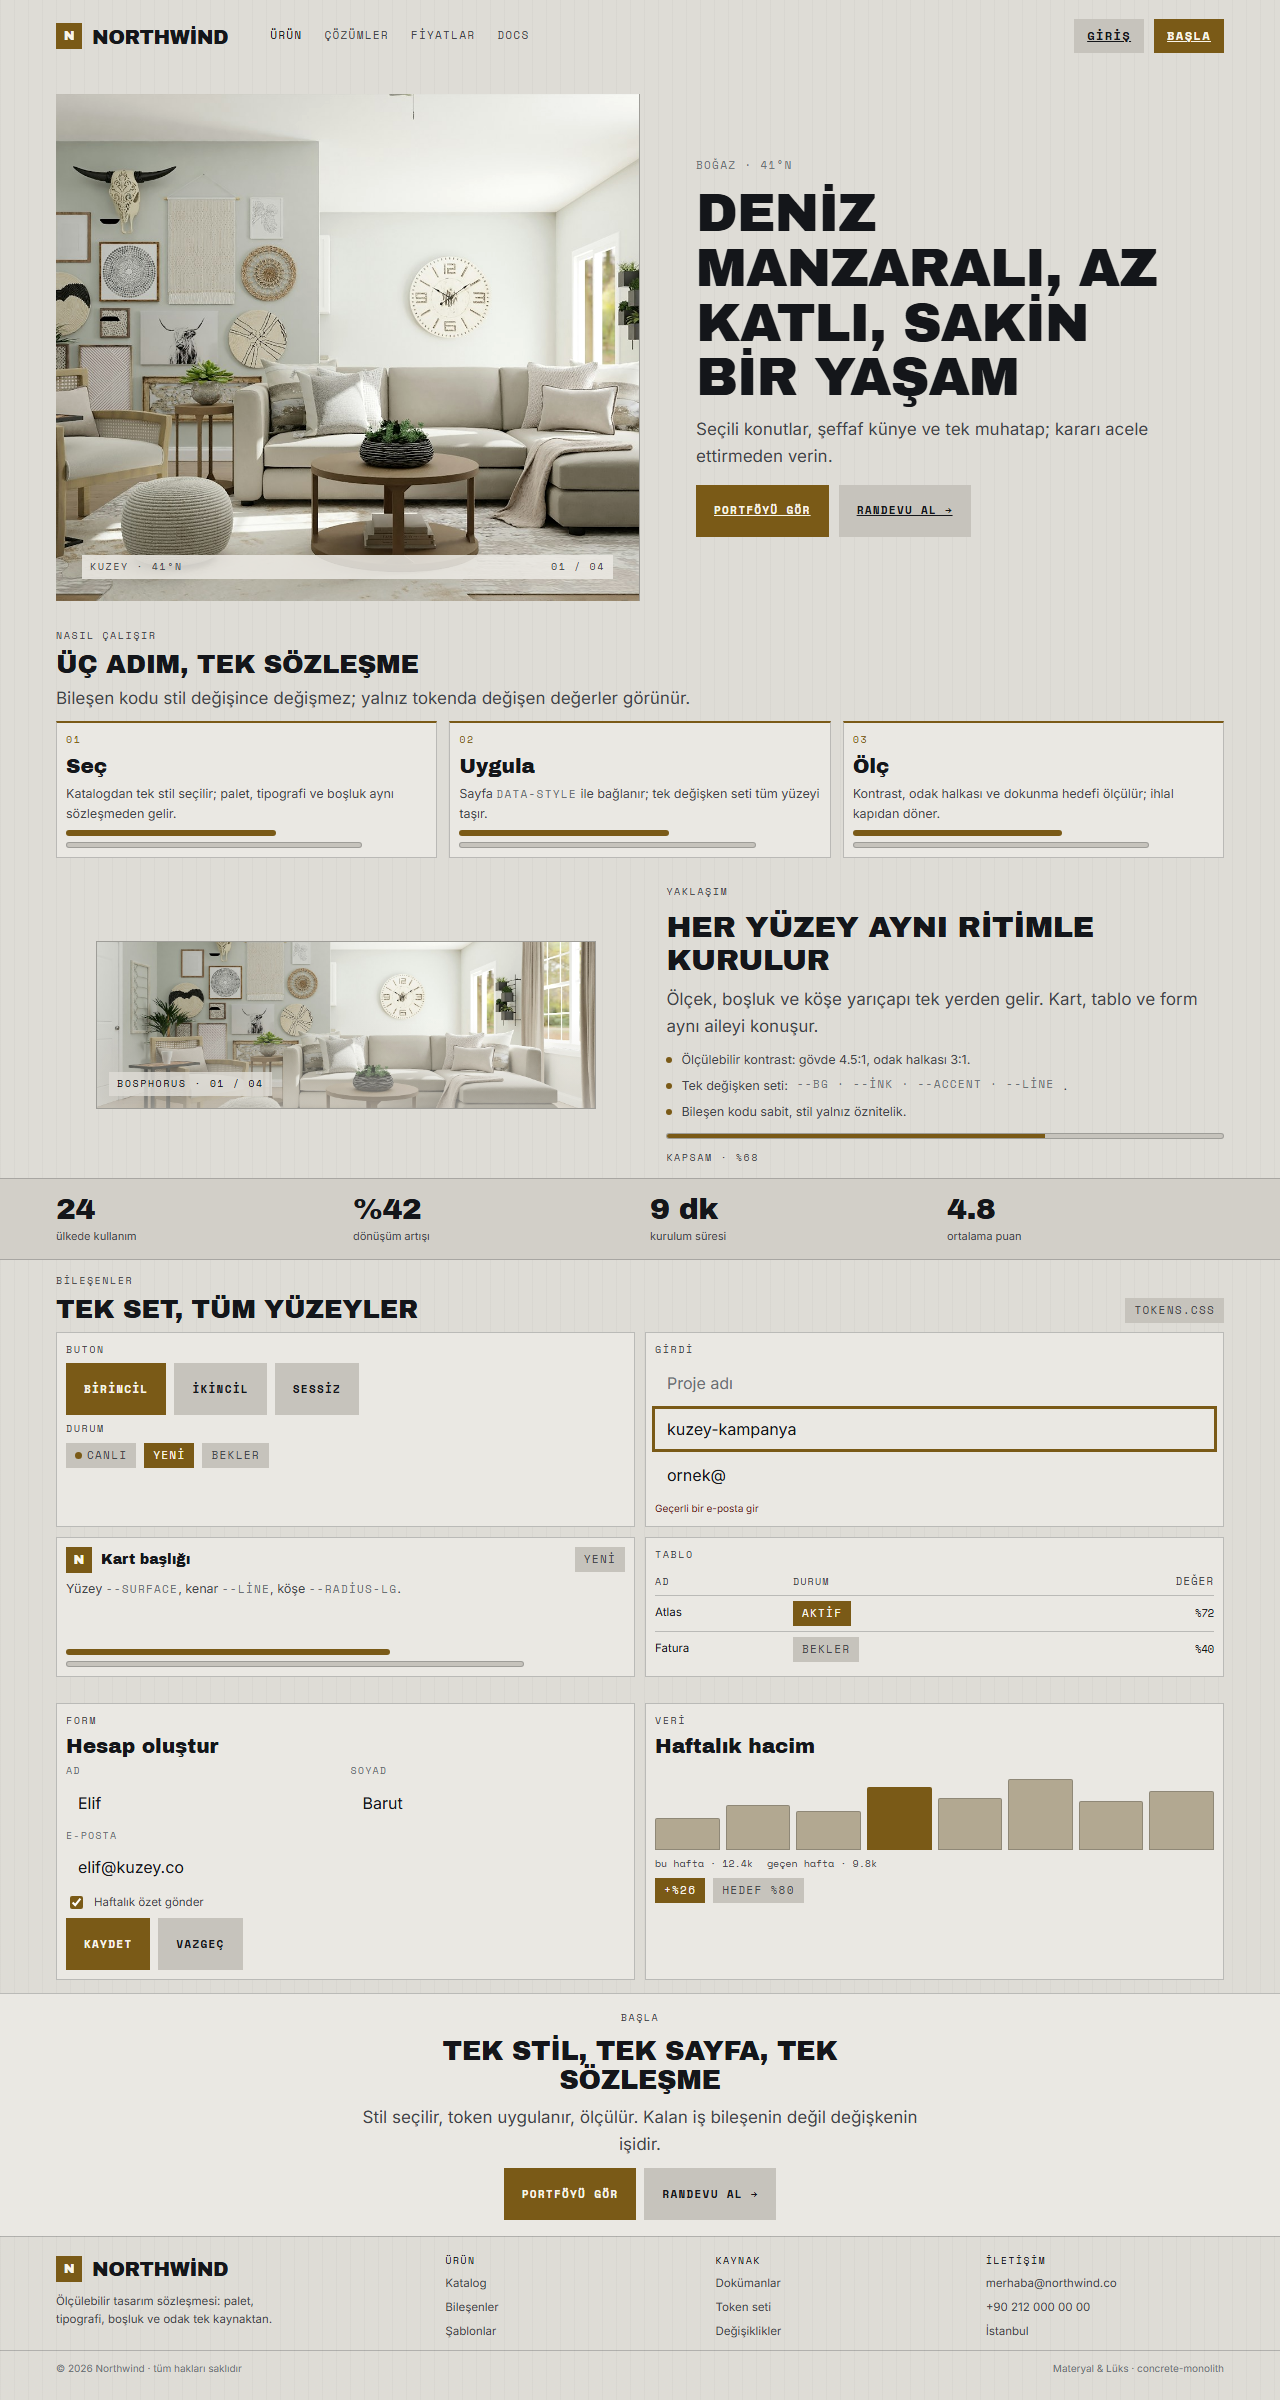 N NORTHWİND ÜRÜN ÇÖZÜMLER FİYATLAR DOCS GİRİŞ BAŞLA
KUZEY · 41°N 01 / 04
BOĞAZ · 41°N
DENİZ
MANZARALI, AZ
KATLI, SAKİN
BİR YAŞAM
Seçili konutlar, şeffaf künye ve tek muhatap; kararı acele
ettirmeden verin.
PORTFÖYÜ GÖR RANDEVU AL →
NASIL ÇALIŞIR
ÜÇ ADIM, TEK SÖZLEŞME
Bileşen kodu stil değişince değişmez; yalnız tokenda değişen değerler görünür.
01
Seç
Katalogdan tek stil seçilir; palet, tipografi ve boşluk aynı
sözleşmeden gelir.
02
Uygula
Sayfa DATA-STYLE ile bağlanır; tek değişken seti tüm yüzeyi
taşır.
03
Ölç
Kontrast, odak halkası ve dokunma hedefi ölçülür; ihlal
kapıdan döner.
BOSPHORUS · 01 / 04
YAKLAŞIM
HER YÜZEY AYNI RİTİMLE
KURULUR
Ölçek, boşluk ve köşe yarıçapı tek yerden gelir. Kart, tablo ve form
aynı aileyi konuşur.
Ölçülebilir kontrast: gövde 4.5:1, odak halkası 3:1.
Tek değişken seti: --BG · --İNK · --ACCENT · --LİNE .
Bileşen kodu sabit, stil yalnız öznitelik.
KAPSAM · %68
24
ülkede kullanım
%42
dönüşüm artışı
9 dk
kurulum süresi
4.8
ortalama puan
BİLEŞENLER
TEK SET, TÜM YÜZEYLER
TOKENS.CSS
BUTON
BİRİNCİL İKİNCİL SESSİZ
DURUM
CANLI YENİ BEKLER
GİRDİ
Proje adı
kuzey-kampanya
ornek@
Geçerli bir e-posta gir
N Kart başlığı YENİ
Yüzey --SURFACE, kenar --LİNE, köşe --RADİUS-LG.
TABLO
AD DURUM DEĞER
Atlas AKTİF %72
Fatura BEKLER %40
FORM
Hesap oluştur
AD SOYAD
Elif Barut
E-POSTA
elif@kuzey.co
Haftalık özet gönder
KAYDET VAZGEÇ
VERİ
Haftalık hacim
bu hafta · 12.4k geçen hafta · 9.8k
+%26 HEDEF %80
BAŞLA
TEK STİL, TEK SAYFA, TEK
SÖZLEŞME
Stil seçilir, token uygulanır, ölçülür. Kalan iş bileşenin değil değişkenin
işidir.
PORTFÖYÜ GÖR RANDEVU AL →
N NORTHWİND
Ölçülebilir tasarım sözleşmesi: palet,
tipografi, boşluk ve odak tek kaynaktan.
ÜRÜN
Katalog
Bileşenler
Şablonlar
KAYNAK
Dokümanlar
Token seti
Değişiklikler
İLETİŞİM
merhaba@northwind.co
+90 212 000 00 00
İstanbul
© 2026 Northwind · tüm hakları saklıdır Materyal & Lüks · concrete-monolith